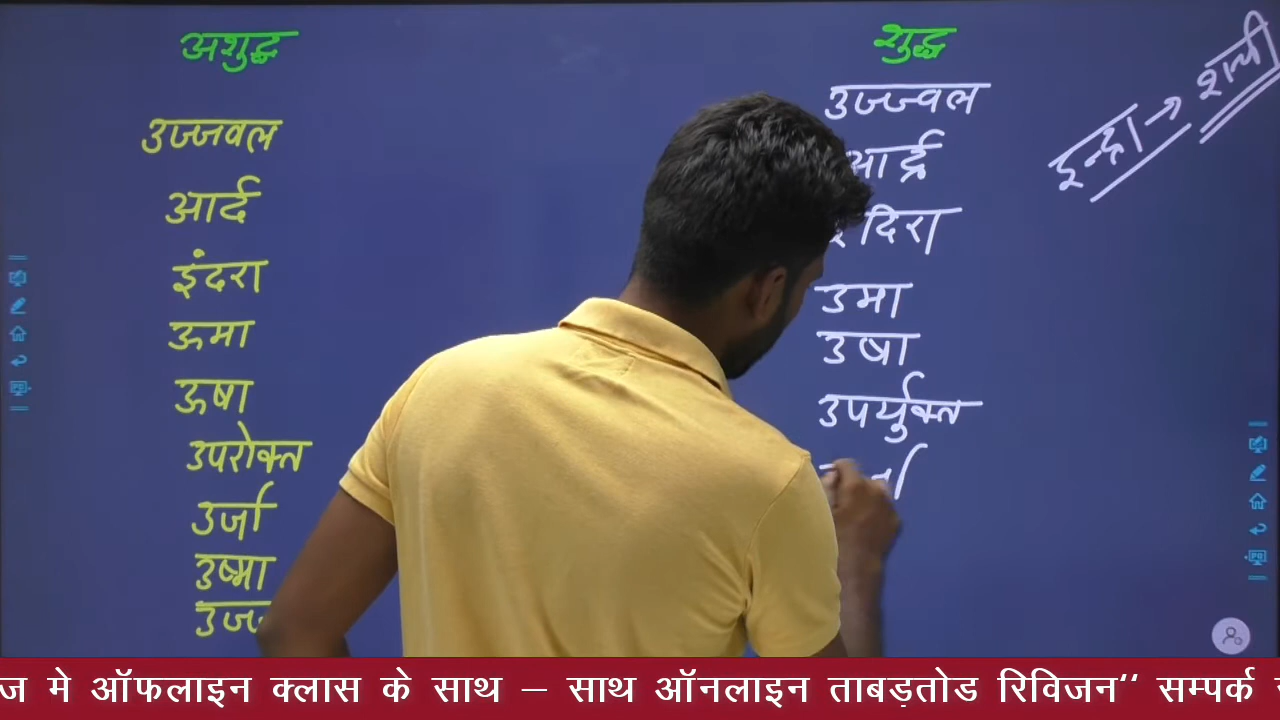 अशुद्ध
उज्जवल
आर्द
इंदरा
ऊमा
ऊषा
उपरोक्त
उर्जा
उष्मा
शुद्ध
उज्ज्वल
आर्द्र
उमा
उषा
उपर्युक्त
इन्द्रा → शची
मे ऑफलाइन क्लास के साथ – साथ ऑनलाइन ताबड़तोड रिविजन“ सम्पर्क